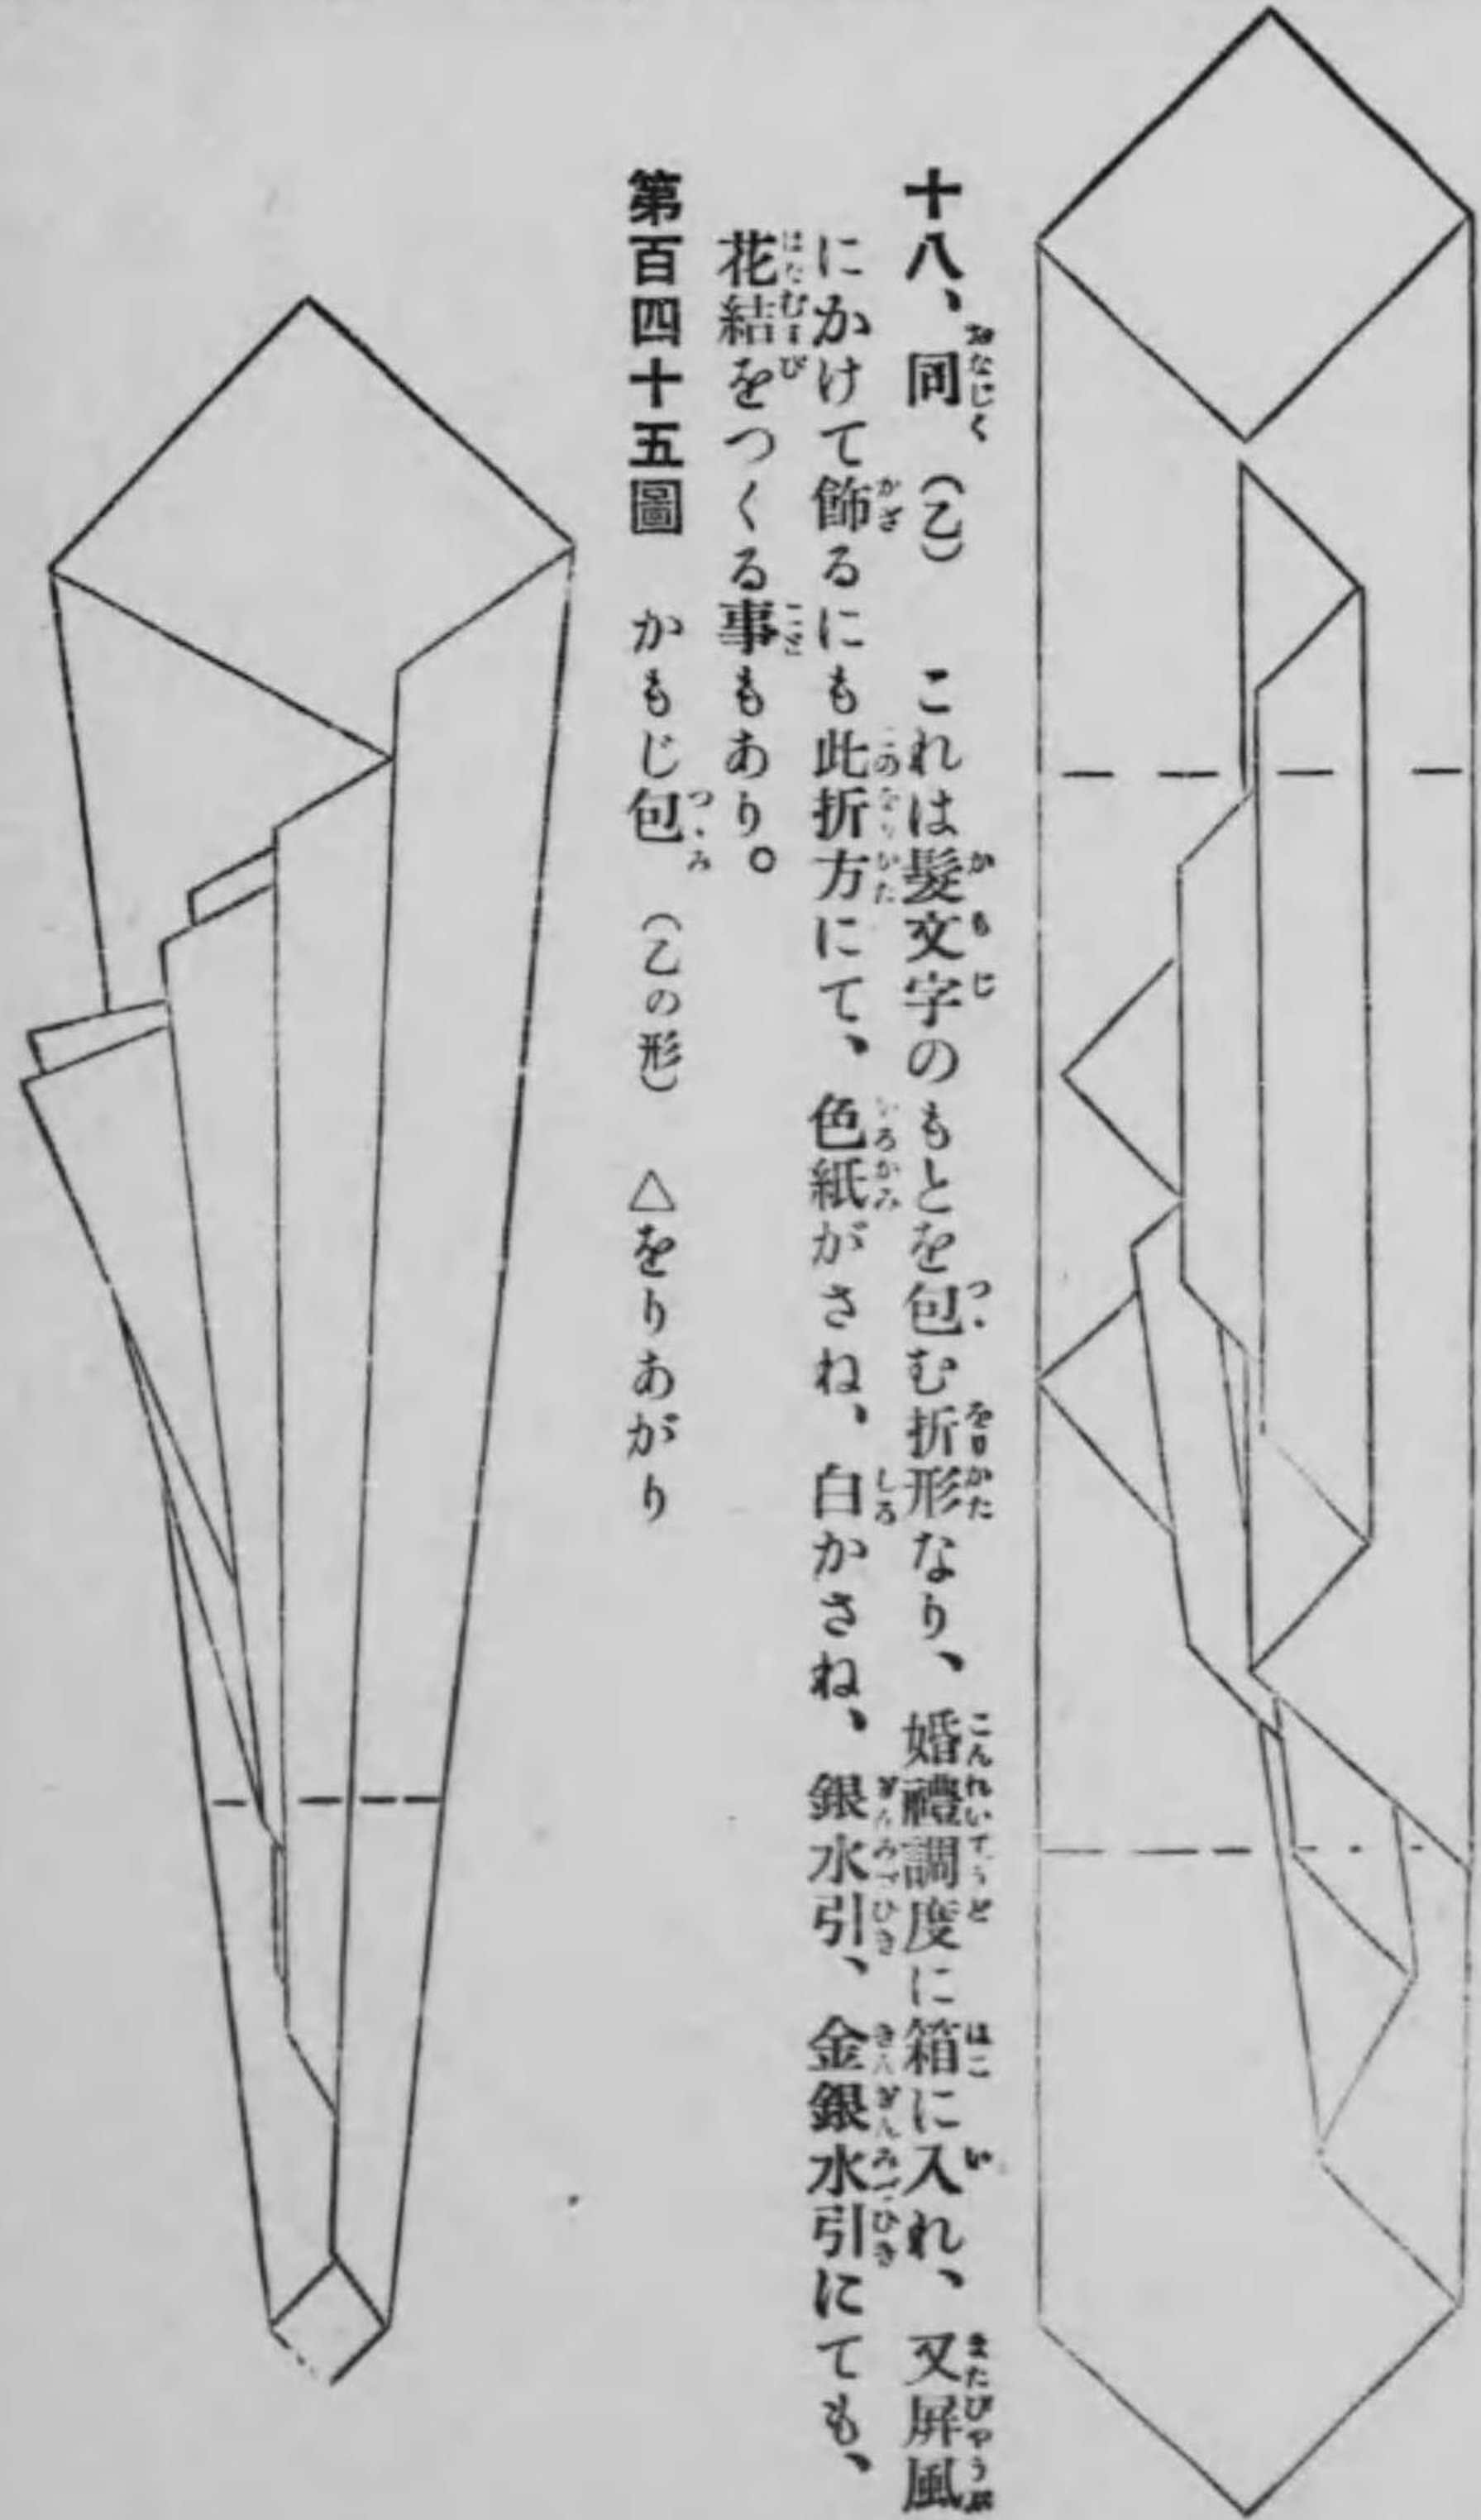 十八、同（乙）　これは髮文字のもとを包む折形なり、婚禮調度に箱に入れ、又屏風
にかけて飾るにも此折方にて、色紙がさね、白かさね、銀水引、金銀水引にても、
花結をつくる事もあり。
第百四十五圖　かもじ包（乙の形）　△をりあがり